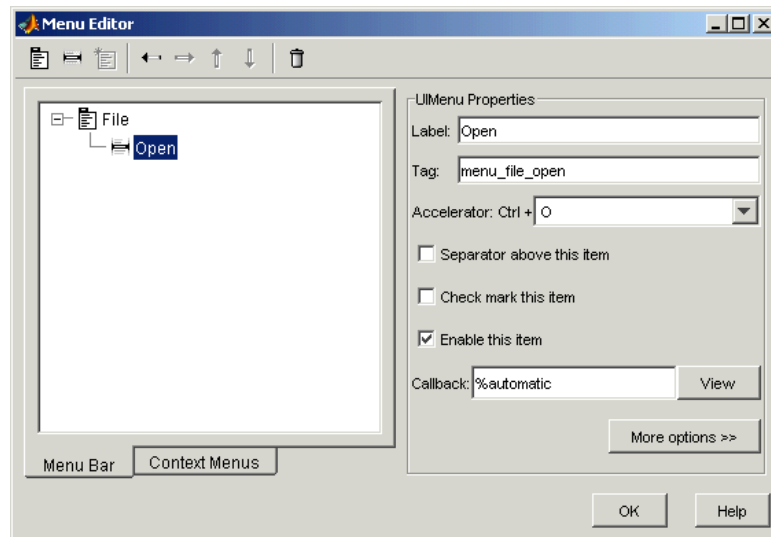 Menu Editor
File
Open
UIMenu Properties
Label: Open
Tag: menu_file_open
Accelerator: Ctrl + O
Separator above this item
Check mark this item
Enable this item
Callback: %automatic View
More options >>
Menu Bar Context Menus
OK Help